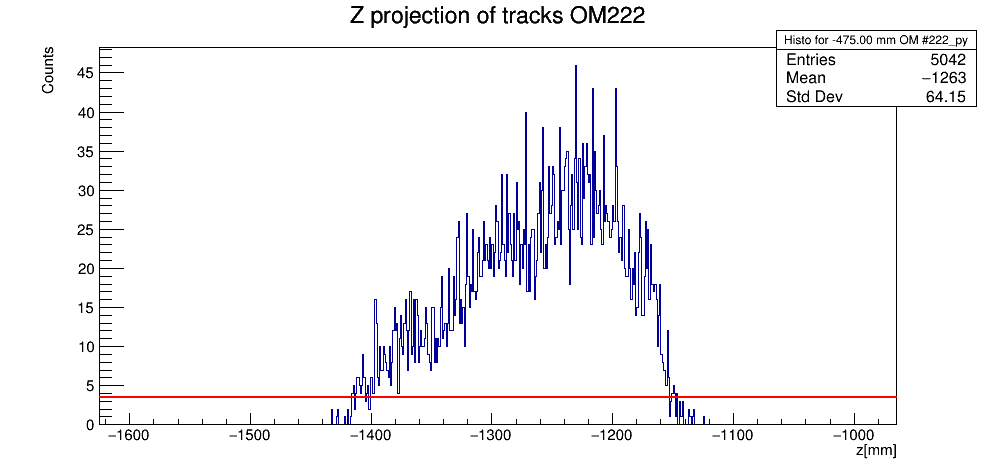 Z projection of tracks OM222
Histo for -475.00 mm OM #222_py
Entries 5042
Mean −1263
Std Dev 64.15
Counts
45
40
35
30
25
20
15
10
5
0
−1600 −1500 −1400 −1300 −1200 −1100 −1000
z[mm]